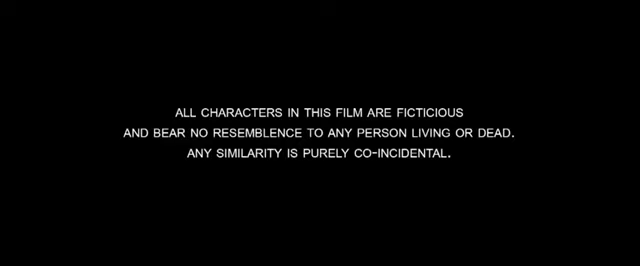 ALL CHARACTERS IN THIS FILM ARE FICTICIOUS
AND BEAR NO RESEMBLENCE TO ANY PERSON LIVING OR DEAD.
ANY SIMILARITY IS PURELY CO-INCIDENTAL.